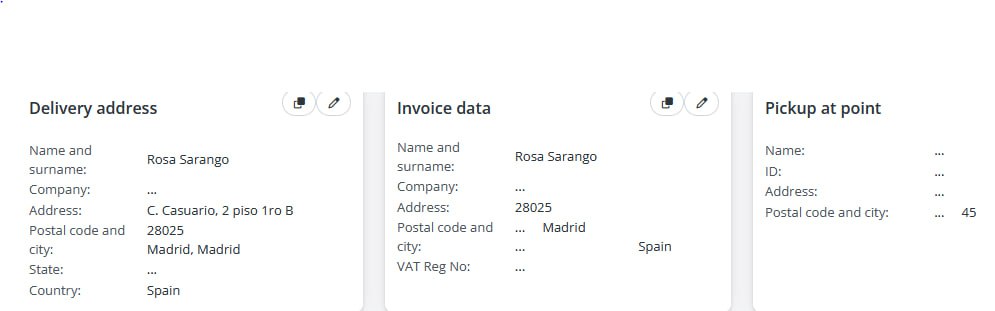 Delivery address
Name and surname: Rosa Sarango
Company: ...
Address: C. Casuario, 2 piso 1ro B
Postal code and city: 28025 Madrid, Madrid
State: ...
Country: Spain
Invoice data
Name and surname: Rosa Sarango
Company: ...
Address: 28025
Postal code and city: ... Madrid
... Spain
VAT Reg No: ...
Pickup at point
Name: ...
ID: ...
Address: ...
Postal code and city: ... 45